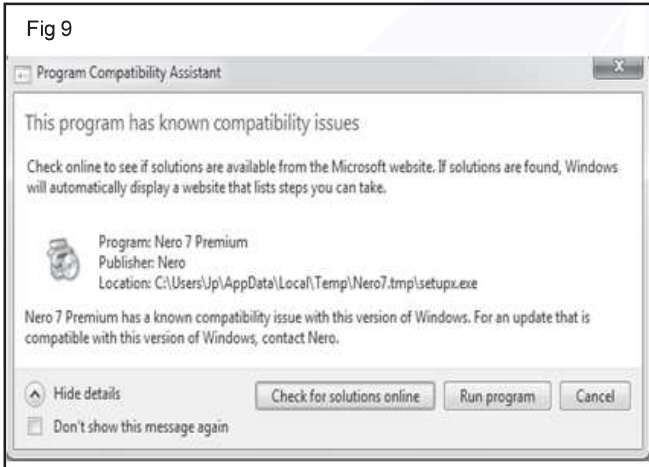 Fig 9
Program Compatibility Assistant
This program has known compatibility issues
Check online to see if solutions are available from the Microsoft website. If solutions are found, Windows
will automatically display a website that lists steps you can take.
Program: Nero 7 Premium
Publisher: Nero
Location: C:\Users\Jp\AppData\Local\Temp\Nero7.tmp\setupx.exe
Nero 7 Premium has a known compatibility issue with this version of Windows. For an update that is
compatible with this version of Windows, contact Nero.
Hide details
Check for solutions online
Run program
Cancel
Don't show this message again